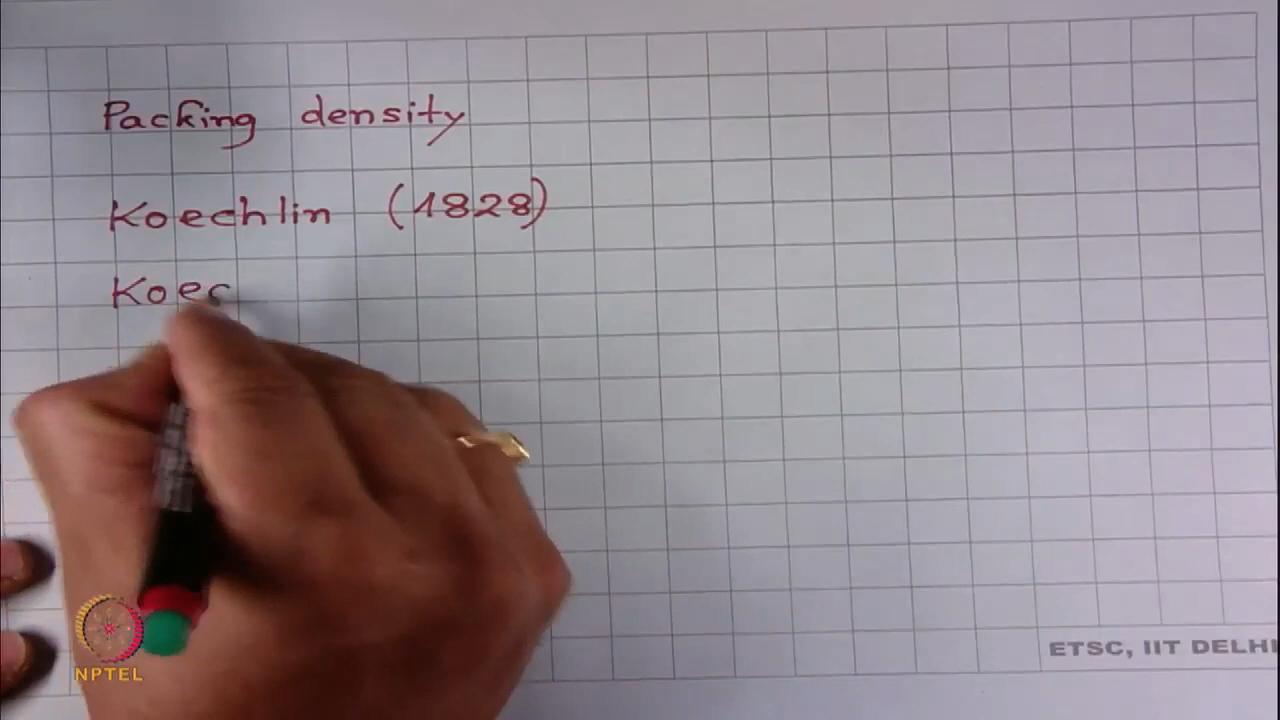 Packing density
Koechlin (1828)
Koec
NPTEL
ETSC, IIT DELHI